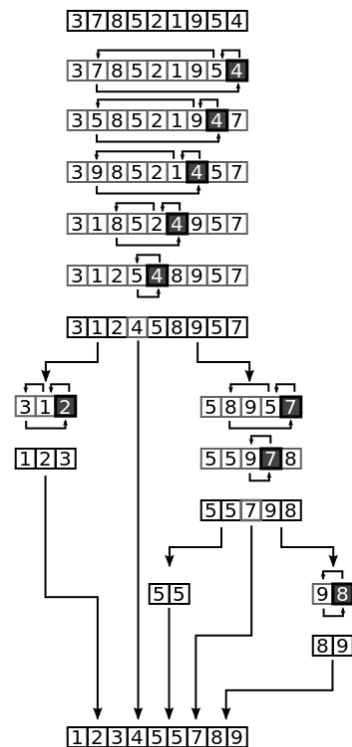 3 7 8 5 2 1 9 5 4
3 7 8 5 2 1 9 5 4
3 5 8 5 2 1 9 4 7
3 9 8 5 2 1 4 5 7
3 1 8 5 2 4 9 5 7
3 1 2 5 4 8 9 5 7
3 1 2 4 5 8 9 5 7
3 1 2
5 8 9 5 7
1 2 3
5 5 9 7 8
5 5 7 9 8
5 5
9 8
8 9
1 2 3 4 5 5 7 8 9